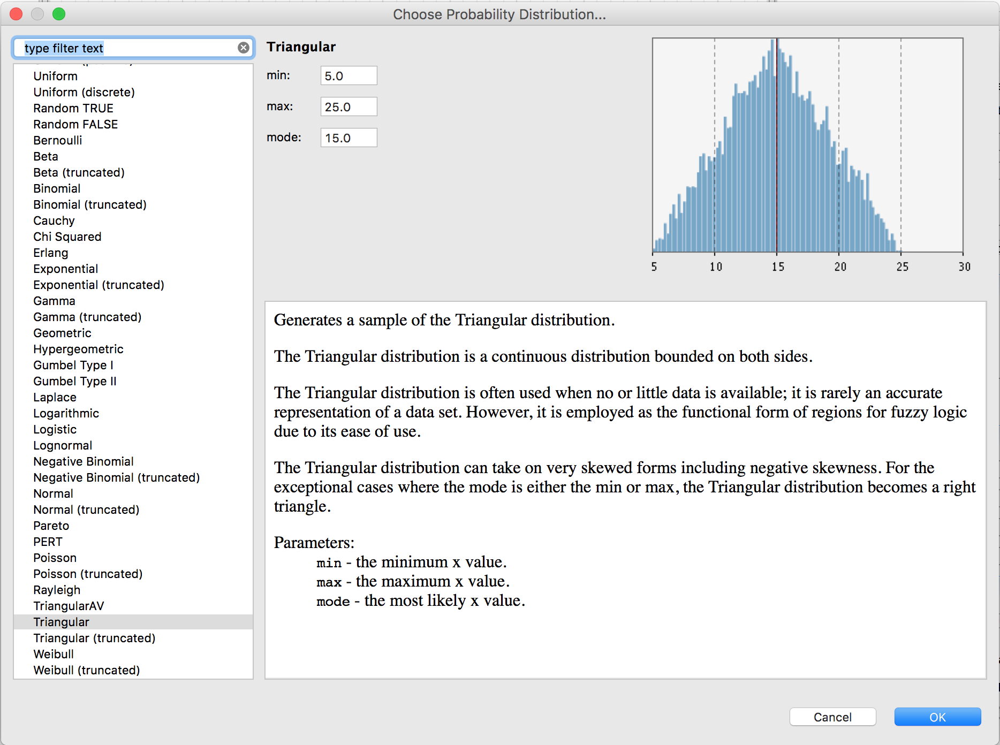 Choose Probability Distribution...
type filter text
Uniform
Uniform (discrete)
Random TRUE
Random FALSE
Bernoulli
Beta
Beta (truncated)
Binomial
Binomial (truncated)
Cauchy
Chi Squared
Erlang
Exponential
Exponential (truncated)
Gamma
Gamma (truncated)
Geometric
Hypergeometric
Gumbel Type I
Gumbel Type II
Laplace
Logarithmic
Logistic
Lognormal
Negative Binomial
Negative Binomial (truncated)
Normal
Normal (truncated)
Pareto
PERT
Poisson
Poisson (truncated)
Rayleigh
TriangularAV
Triangular
Triangular (truncated)
Weibull
Weibull (truncated)
Triangular
min: 5.0
max: 25.0
mode: 15.0
5 10 15 20 25 30
Generates a sample of the Triangular distribution.
The Triangular distribution is a continuous distribution bounded on both sides.
The Triangular distribution is often used when no or little data is available; it is rarely an accurate
representation of a data set. However, it is employed as the functional form of regions for fuzzy logic
due to its ease of use.
The Triangular distribution can take on very skewed forms including negative skewness. For the
exceptional cases where the mode is either the min or max, the Triangular distribution becomes a right
triangle.
Parameters:
min - the minimum x value.
max - the maximum x value.
mode - the most likely x value.
Cancel
OK